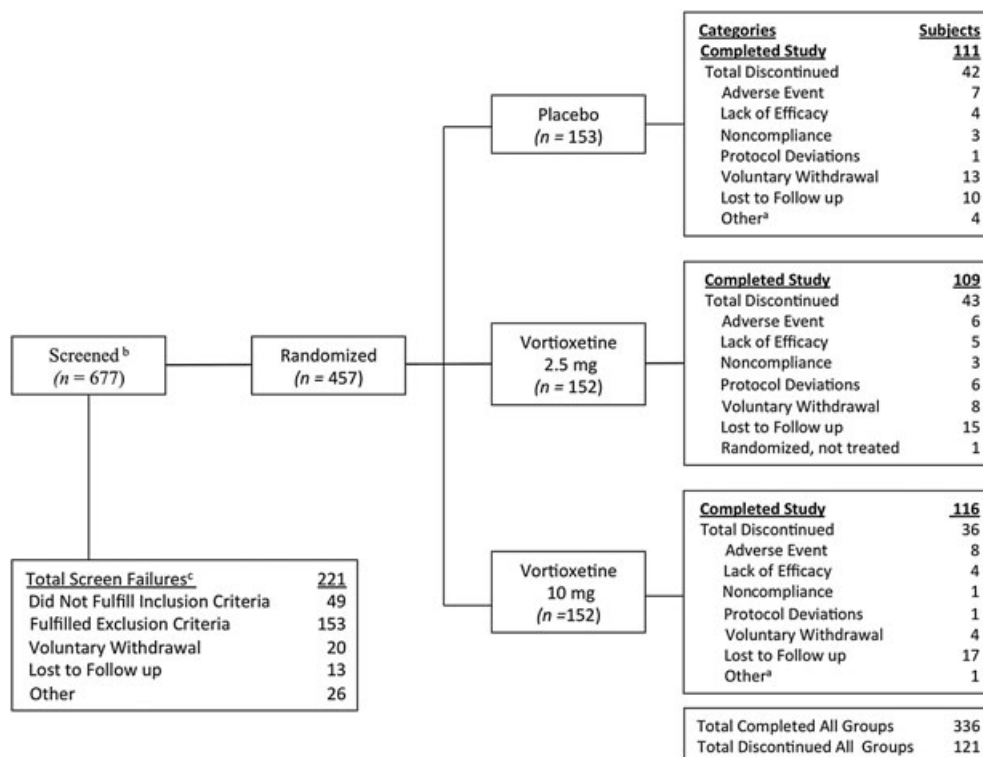 Screened b
(n = 677)
Total Screen Failures c 221
Did Not Fulfill Inclusion Criteria 49
Fulfilled Exclusion Criteria 153
Voluntary Withdrawal 20
Lost to Follow up 13
Other 26
Randomized
(n = 457)
Placebo
(n = 153)
Categories Subjects
Completed Study 111
Total Discontinued 42
Adverse Event 7
Lack of Efficacy 4
Noncompliance 3
Protocol Deviations 1
Voluntary Withdrawal 13
Lost to Follow up 10
Other a 4
Vortioxetine
2.5 mg
(n = 152)
Completed Study 109
Total Discontinued 43
Adverse Event 6
Lack of Efficacy 5
Noncompliance 3
Protocol Deviations 6
Voluntary Withdrawal 8
Lost to Follow up 15
Randomized, not treated 1
Vortioxetine
10 mg
(n =152)
Completed Study 116
Total Discontinued 36
Adverse Event 8
Lack of Efficacy 4
Noncompliance 1
Protocol Deviations 1
Voluntary Withdrawal 4
Lost to Follow up 17
Other a 1
Total Completed All Groups 336
Total Discontinued All Groups 121